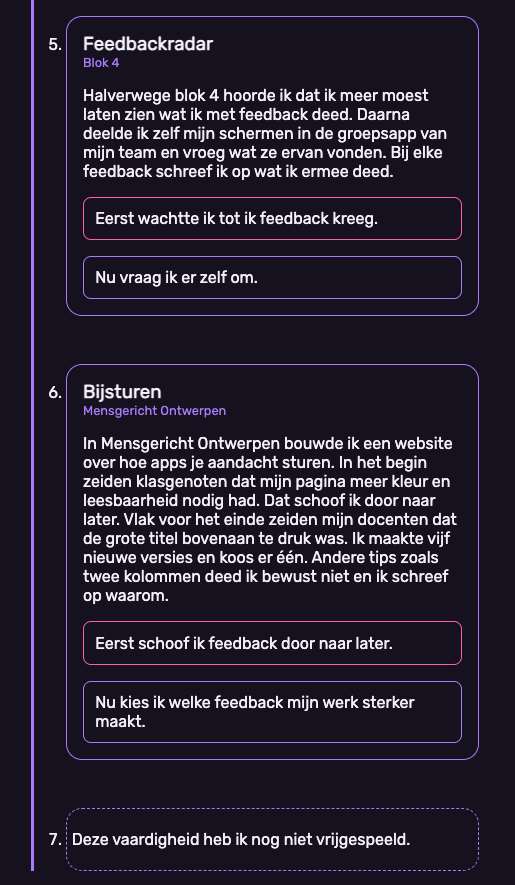 5. Feedbackradar
Blok 4
Halverwege blok 4 hoorde ik dat ik meer moest
laten zien wat ik met feedback deed. Daarna
deelde ik zelf mijn schermen in de groepsapp van
mijn team en vroeg wat ze ervan vonden. Bij elke
feedback schreef ik op wat ik ermee deed.
Eerst wachtte ik tot ik feedback kreeg.
Nu vraag ik er zelf om.
6. Bijsturen
Mensgericht Ontwerpen
In Mensgericht Ontwerpen bouwde ik een website
over hoe apps je aandacht sturen. In het begin
zeiden klasgenoten dat mijn pagina meer kleur en
leesbaarheid nodig had. Dat schoof ik door naar
later. Vlak voor het einde zeiden mijn docenten dat
de grote titel bovenaan te druk was. Ik maakte vijf
nieuwe versies en koos er één. Andere tips zoals
twee kolommen deed ik bewust niet en ik schreef
op waarom.
Eerst schoof ik feedback door naar later.
Nu kies ik welke feedback mijn werk sterker
maakt.
7. Deze vaardigheid heb ik nog niet vrijgespeeld.